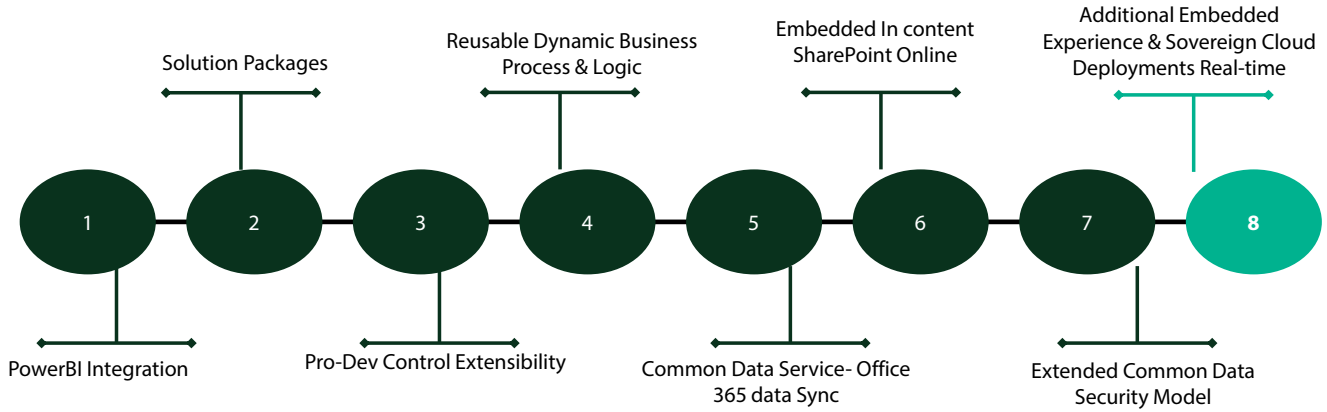 Solution Packages
Reusable Dynamic Business
Process & Logic
Embedded In content
SharePoint Online
Additional Embedded
Experience & Sovereign Cloud
Deployments Real-time
1
2
3
4
5
6
7
8
PowerBI Integration
Pro-Dev Control Extensibility
Common Data Service- Office
365 data Sync
Extended Common Data
Security Model